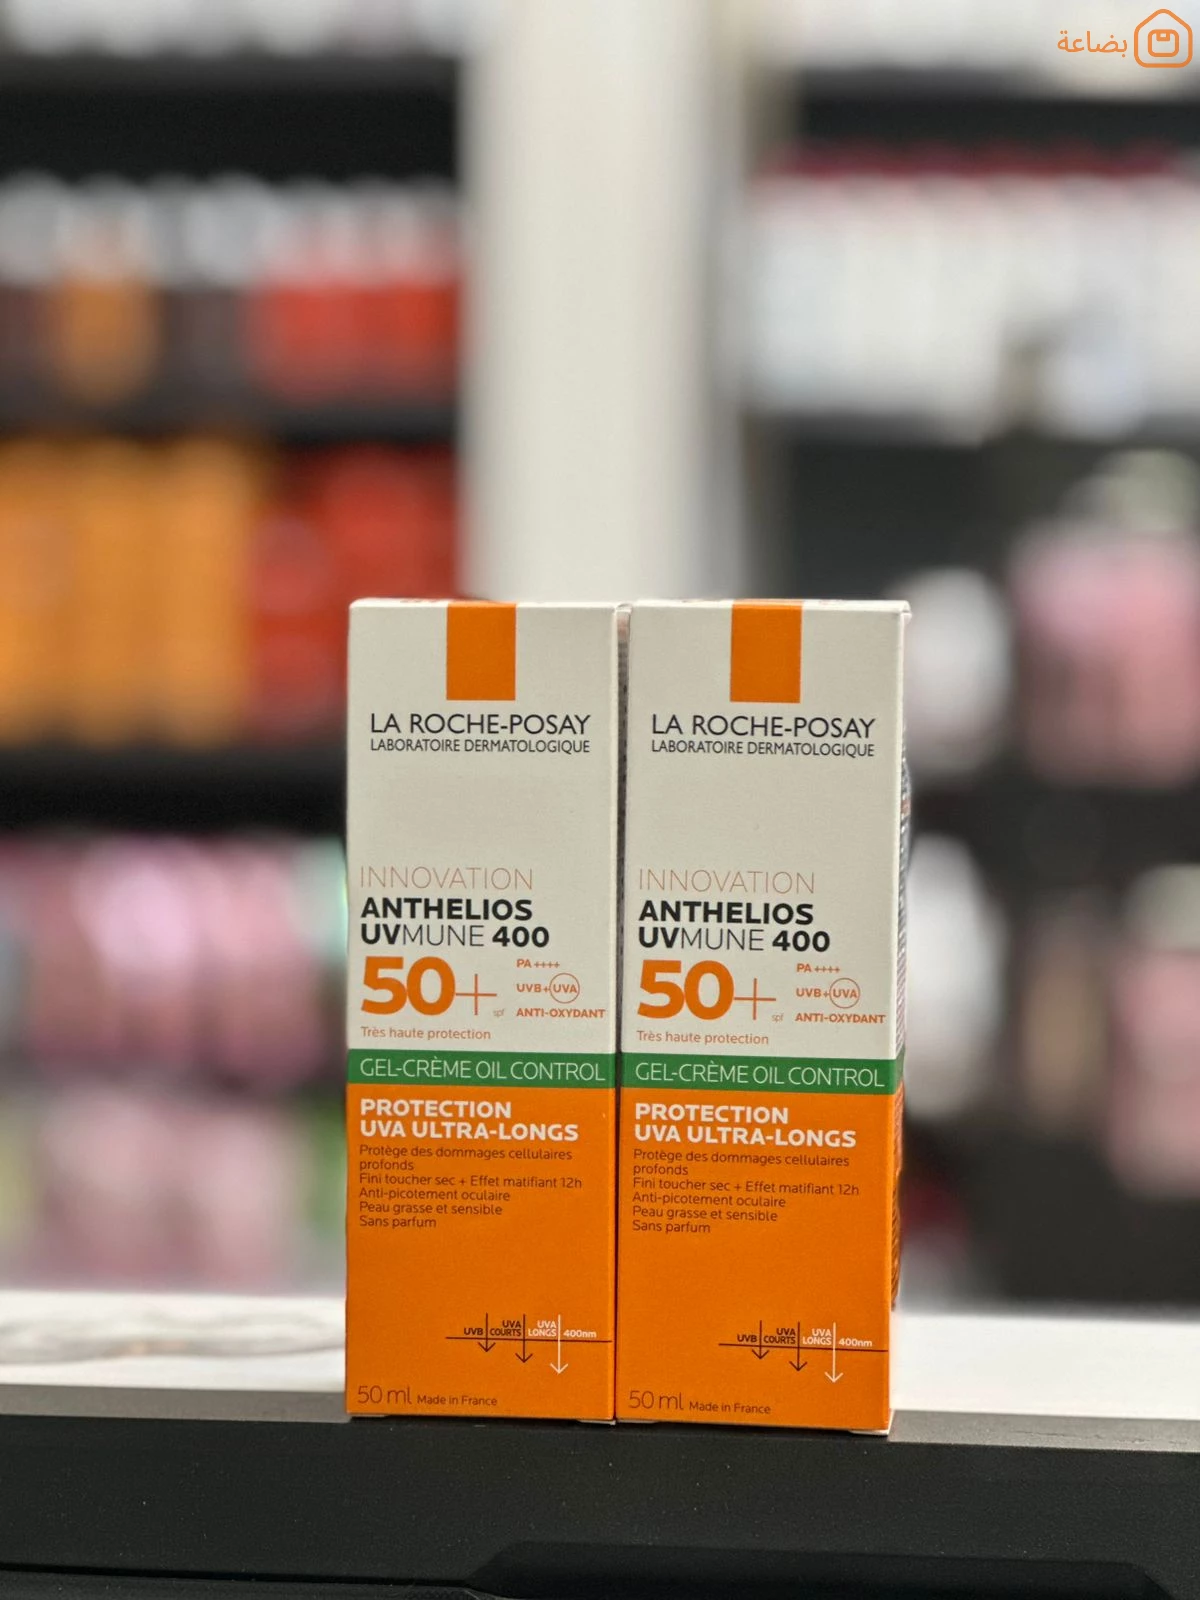 بضاعة
LA ROCHE-POSAY
LABORATOIRE DERMATOLOGIQUE
INNOVATION
ANTHELIOS
UVMUNE 400
50+ spf
PA ++++
UVB+UVA
ANTI-OXYDANT
Très haute protection
GEL-CRÈME OIL CONTROL
PROTECTION
UVA ULTRA-LONGS
Protège des dommages cellulaires
profonds
Fini toucher sec + Effet matifiant 12h
Anti-picotement oculaire
Peau grasse et sensible
Sans parfum
UVB
UVA
COURTS
UVA
LONGS
400nm
50 ml Made in France
LA ROCHE-POSAY
LABORATOIRE DERMATOLOGIQUE
INNOVATION
ANTHELIOS
UVMUNE 400
50+ spf
PA ++++
UVB+UVA
ANTI-OXYDANT
Très haute protection
GEL-CRÈME OIL CONTROL
PROTECTION
UVA ULTRA-LONGS
Protège des dommages cellulaires
profonds
Fini toucher sec + Effet matifiant 12h
Anti-picotement oculaire
Peau grasse et sensible
Sans parfum
UVB
UVA
COURTS
UVA
LONGS
400nm
50 ml Made in France